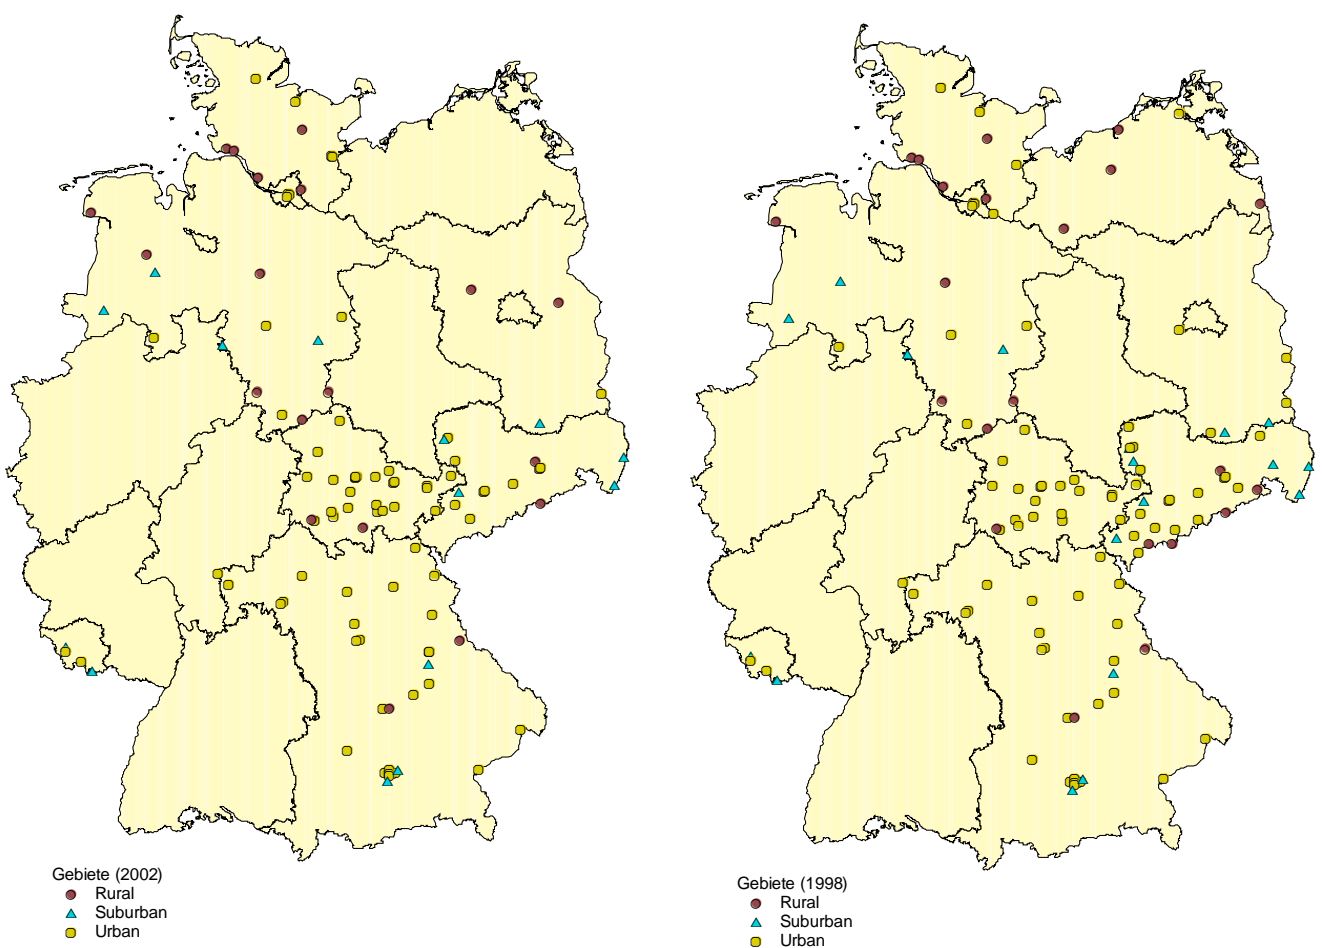 Gebiete (2002)
Rural
Suburban
Urban
Gebiete (1998)
Rural
Suburban
Urban